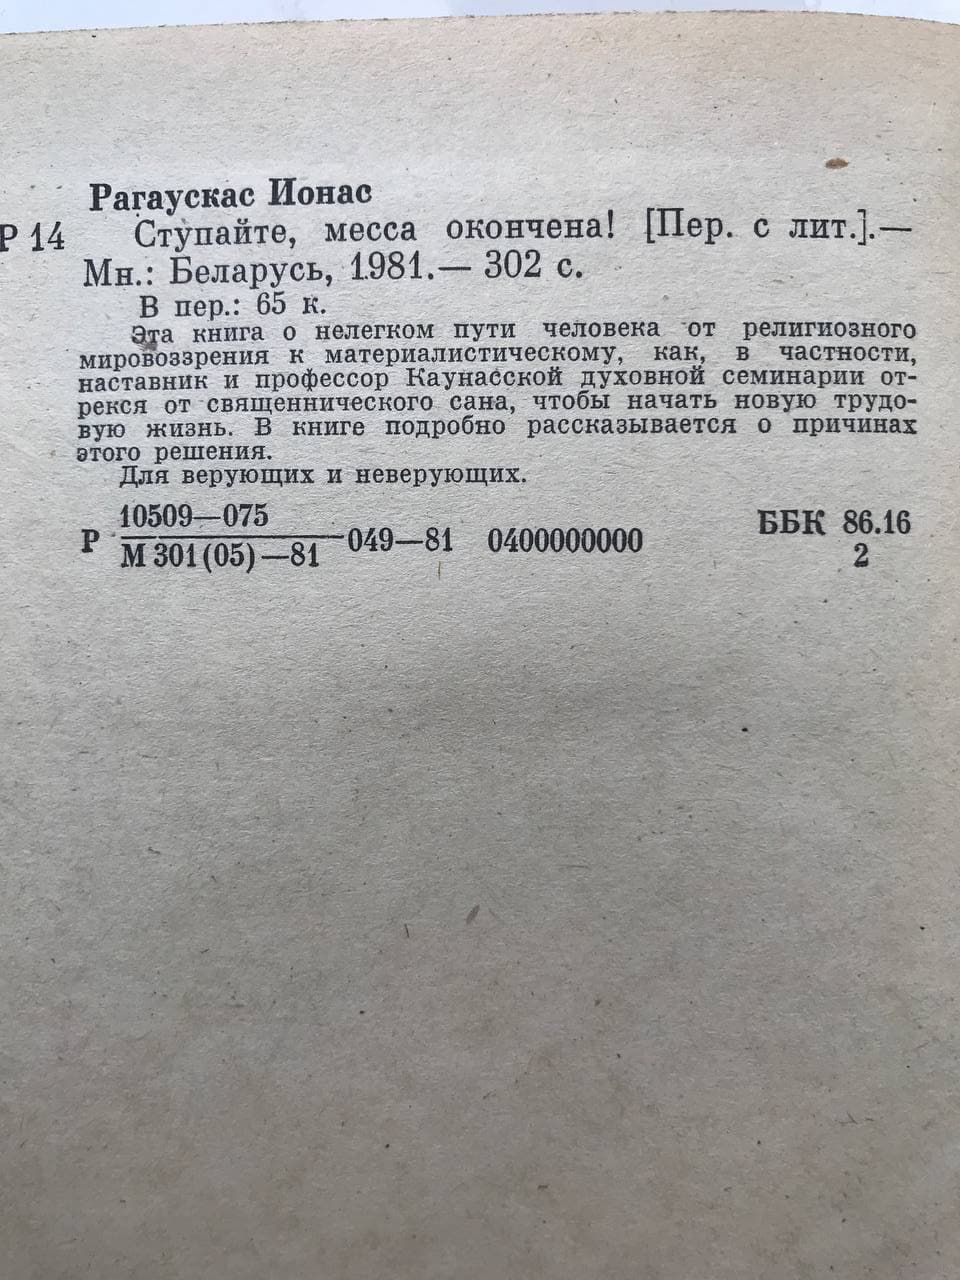 Рагаускас Ионас
Р 14 Ступайте, месса окончена! [Пер. с лит.].—
Мн.: Беларусь, 1981.— 302 с.
В пер.: 65 к.
Эта книга о нелегком пути человека от религиозного
мировоззрения к материалистическому, как, в частности,
наставник и профессор Каунасской духовной семинарии от-
рекся от священнического сана, чтобы начать новую трудо-
вую жизнь. В книге подробно рассказывается о причинах
этого решения.
Для верующих и неверующих.
10509—075
Р М 301(05)—81 049—81 0400000000
ББК 86.16
2